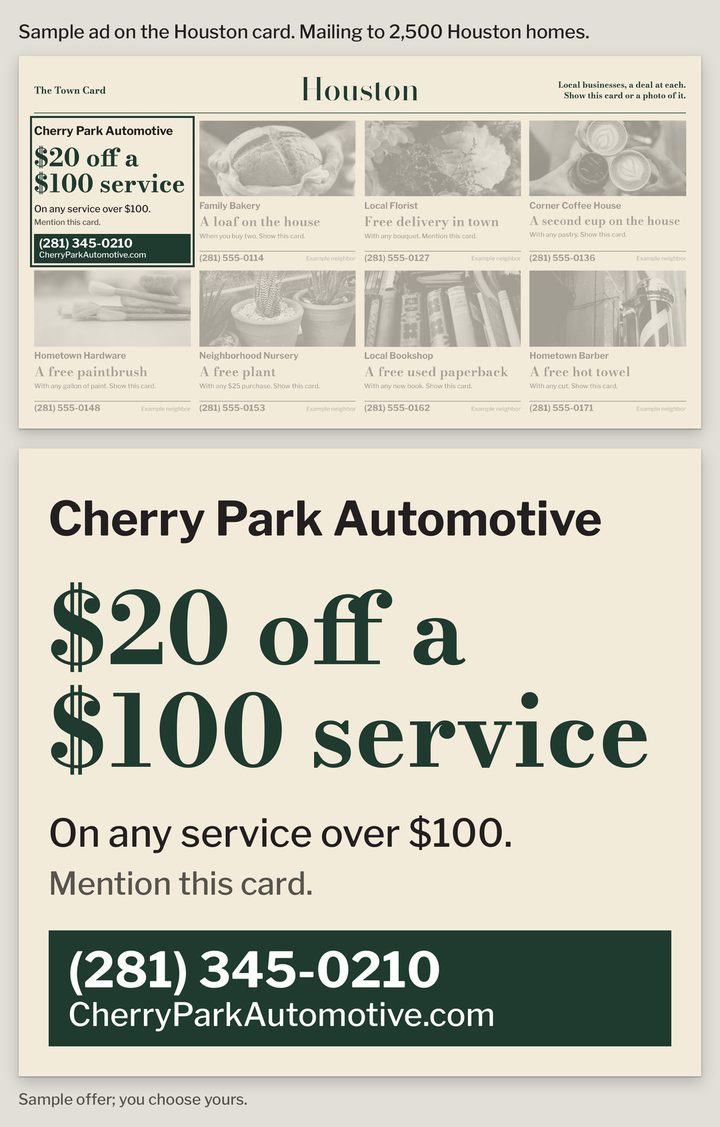 Sample ad on the Houston card. Mailing to 2,500 Houston homes.
The Town Card
Houston
Local businesses, a deal at each.
Show this card or a photo of it.
Cherry Park Automotive
$20 off a
$100 service
On any service over $100.
Mention this card.
(281) 345-0210
CherryParkAutomotive.com
Family Bakery
A loaf on the house
When you buy two. Show this card.
(281) 555-0114
Example neighbor
Local Florist
Free delivery in town
With any bouquet. Mention this card.
(281) 555-0127
Example neighbor
Corner Coffee House
A second cup on the house
With any pastry. Show this card.
(281) 555-0136
Example neighbor
Hometown Hardware
A free paintbrush
With any gallon of paint. Show this card.
(281) 555-0148
Example neighbor
Neighborhood Nursery
A free plant
With any $25 purchase. Show this card.
(281) 555-0153
Example neighbor
Local Bookshop
A free used paperback
With any new book. Show this card.
(281) 555-0162
Example neighbor
Hometown Barber
A free hot towel
With any cut. Show this card.
(281) 555-0171
Example neighbor
Cherry Park Automotive
$20 off a
$100 service
On any service over $100.
Mention this card.
(281) 345-0210
CherryParkAutomotive.com
Sample offer; you choose yours.